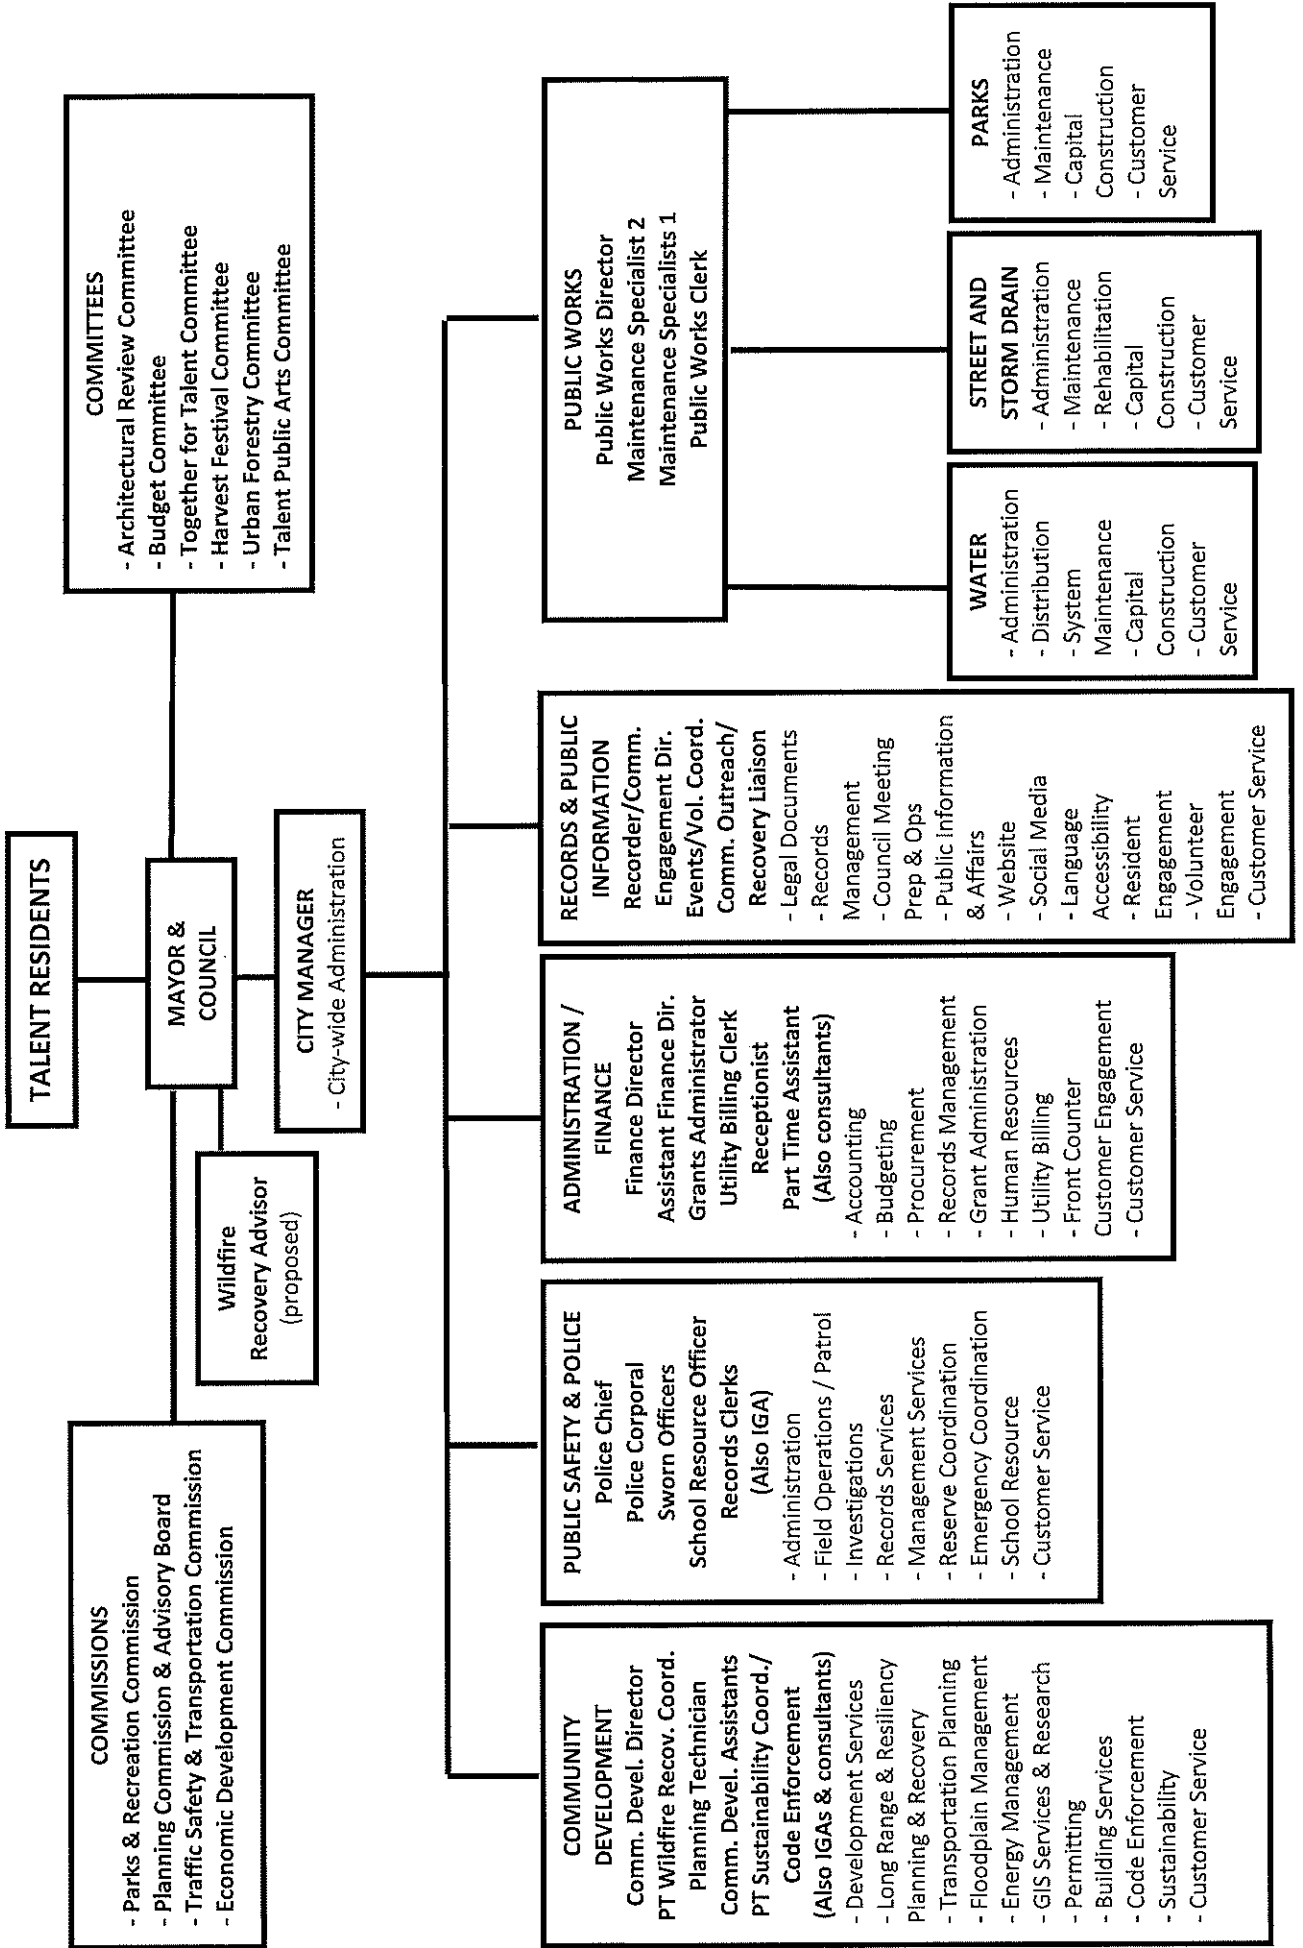 TALENT RESIDENTS
MAYOR &
COUNCIL
COMMISSIONS
- Parks & Recreation Commission
- Planning Commission & Advisory Board
- Traffic Safety & Transportation Commission
- Economic Development Commission
COMMITTEES
- Architectural Review Committee
- Budget Committee
- Together for Talent Committee
- Harvest Festival Committee
- Urban Forestry Committee
- Talent Public Arts Committee
Wildfire
Recovery Advisor
(proposed)
CITY MANAGER
- City-wide Administration
COMMUNITY
DEVELOPMENT
Comm. Devel. Director
PT Wildfire Recov. Coord.
Planning Technician
Comm. Devel. Assistants
PT Sustainability Coord./
Code Enforcement
(Also IGAs & consultants)
- Development Services
- Long Range & Resiliency
Planning & Recovery
- Transportation Planning
- Floodplain Management
- Energy Management
- GIS Services & Research
- Permitting
- Building Services
- Code Enforcement
- Sustainability
- Customer Service
PUBLIC SAFETY & POLICE
Police Chief
Police Corporal
Sworn Officers
School Resource Officer
Records Clerks
(Also IGA)
- Administration
- Field Operations / Patrol
- Investigations
- Records Services
- Management Services
- Reserve Coordination
- Emergency Coordination
- School Resource
- Customer Service
ADMINISTRATION /
FINANCE
Finance Director
Assistant Finance Dir.
Grants Administrator
Utility Billing Clerk
Receptionist
Part Time Assistant
(Also consultants)
- Accounting
- Budgeting
- Procurement
- Records Management
- Grant Administration
- Human Resources
- Utility Billing
- Front Counter
Customer Engagement
- Customer Service
RECORDS & PUBLIC
INFORMATION
Recorder/Comm.
Engagement Dir.
Events/Vol. Coord.
Comm. Outreach/
Recovery Liaison
- Legal Documents
- Records
Management
- Council Meeting
Prep & Ops
- Public Information
& Affairs
- Website
- Social Media
- Language
Accessibility
- Resident
Engagement
- Volunteer
Engagement
- Customer Service
PUBLIC WORKS
Public Works Director
Maintenance Specialist 2
Maintenance Specialists 1
Public Works Clerk
WATER
- Administration
- Distribution
- System
Maintenance
- Capital
Construction
- Customer
Service
STREET AND
STORM DRAIN
- Administration
- Maintenance
- Rehabilitation
- Capital
Construction
- Customer
Service
PARKS
- Administration
- Maintenance
- Capital
Construction
- Customer
Service